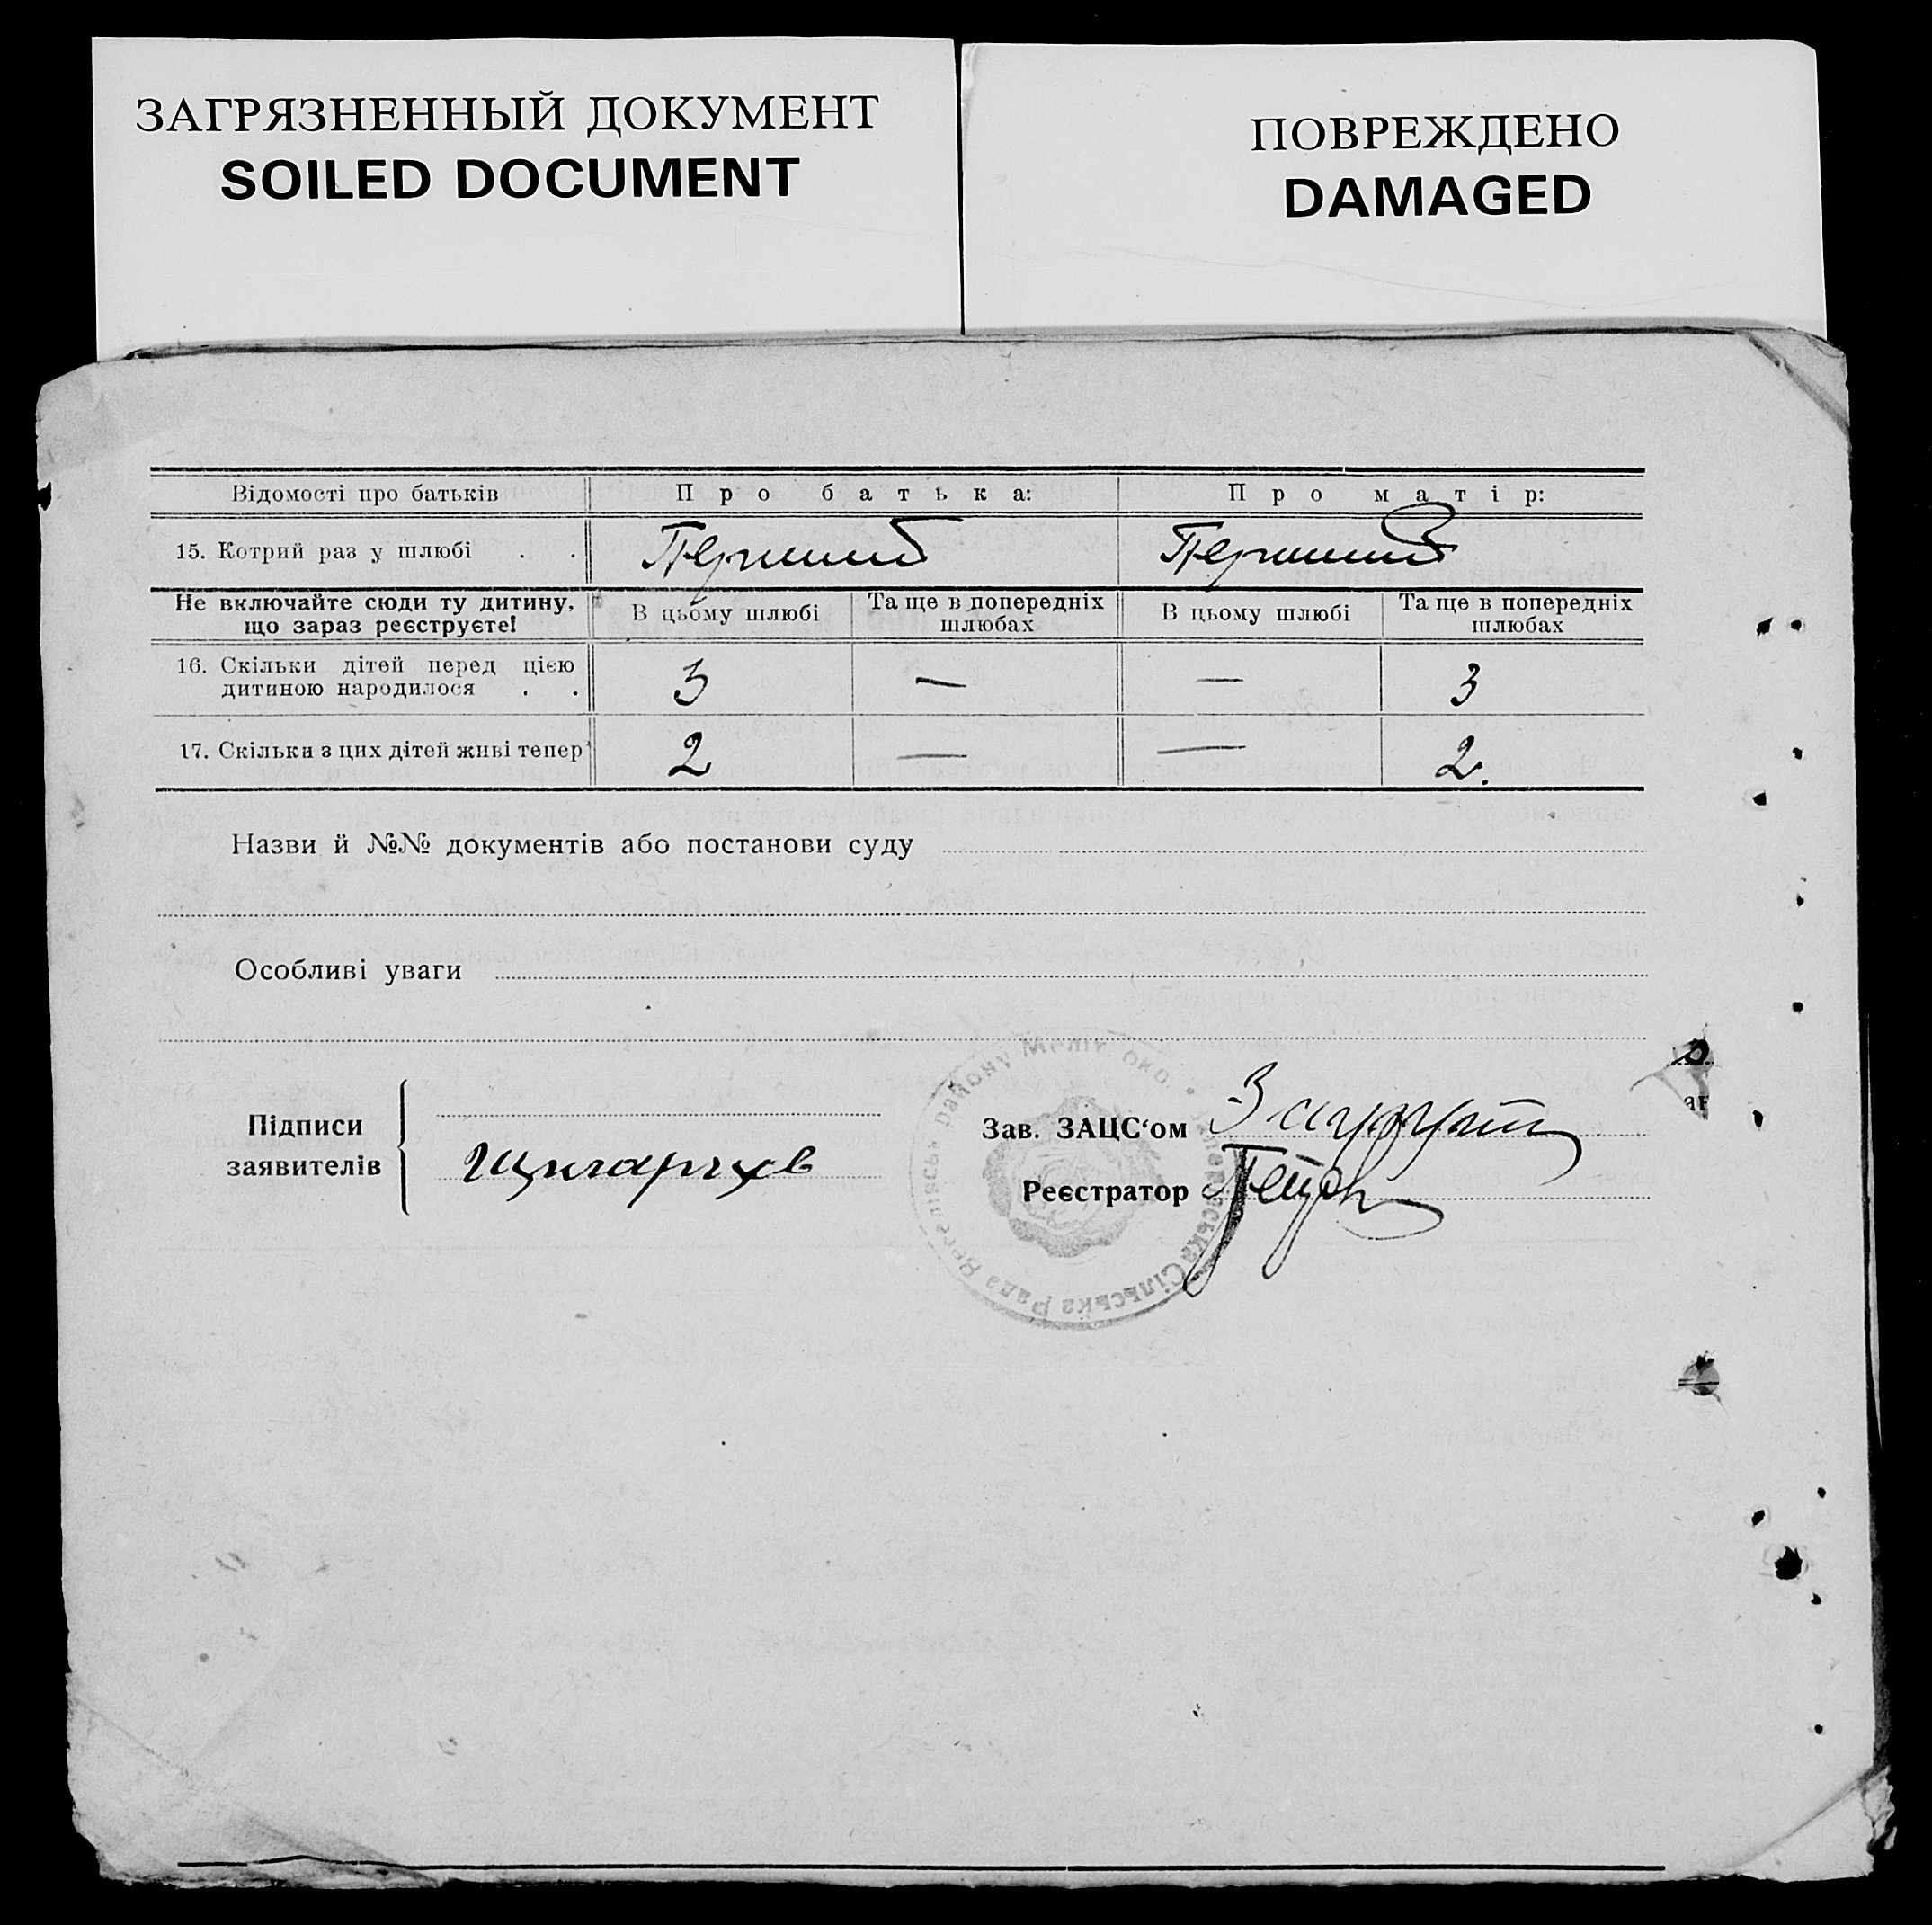 ЗАГРЯЗНЕННЫЙ ДОКУМЕНТ
SOILED DOCUMENT
ПОВРЕЖДЕНО
DAMAGED
Відомості про батьків Про батька: Про матір:
15. Котрий раз у шлюбі . . Перший Перший
Не включайте сюди ту дитину, що зараз реєструєте! В цьому шлюбі Та ще в попередніх шлюбах В цьому шлюбі Та ще в попередніх шлюбах
16. Скільки дітей перед цією дитиною народилося . . 3 — — 3
17. Скільки з цих дітей живі тепер 2 — — 2.
Назви й №№ документів або постанови суду
Особливі уваги
Підписи заявителів
Зав. ЗАЦС‘ом
Реєстратор
Сільська Рада району